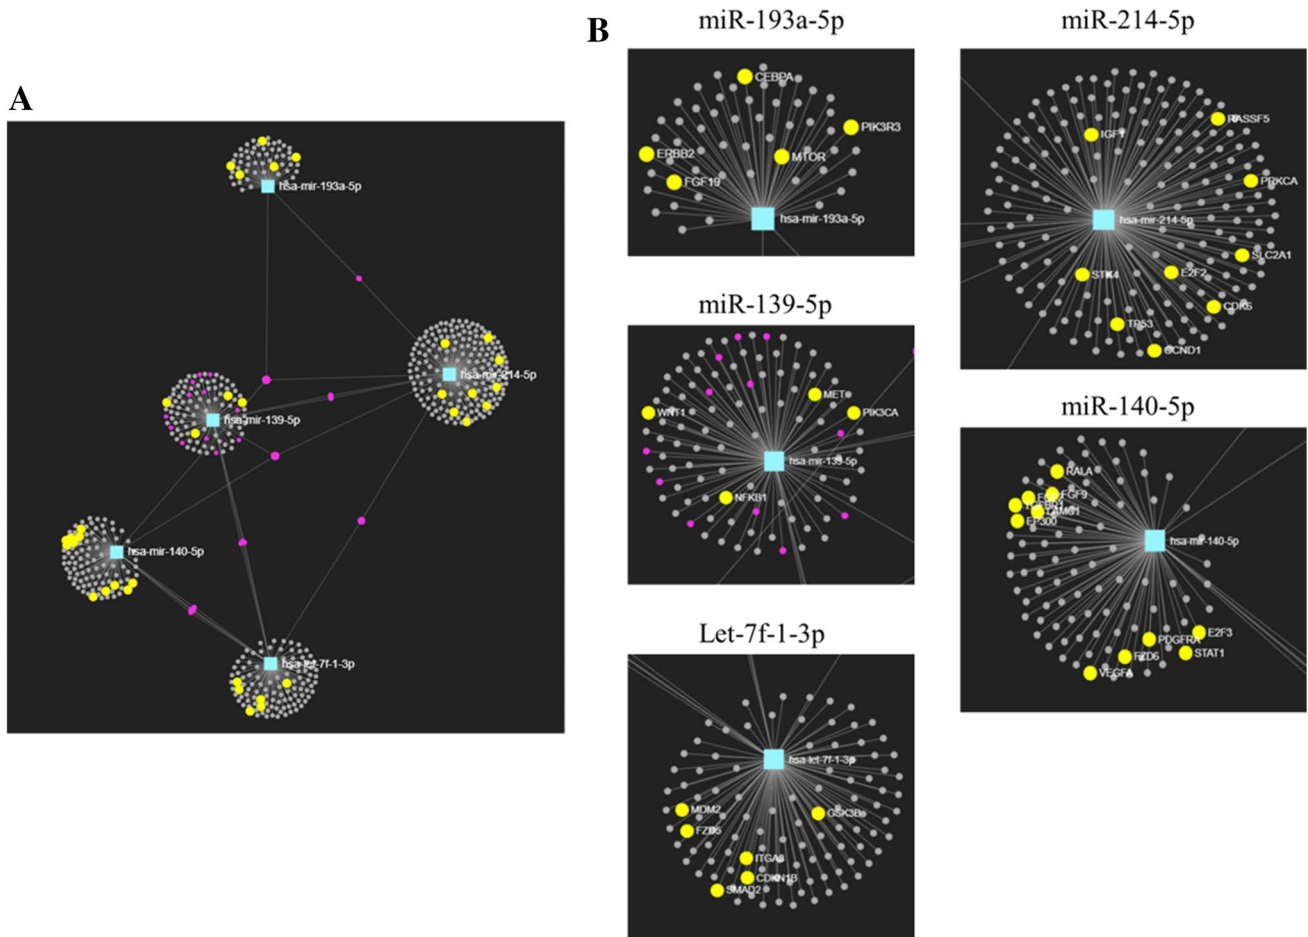 A
hsa-mir-193a-5p
hsa-mir-214-5p
hsa-mir-139-5p
hsa-mir-140-5p
hsa-let-7f-1-3p
B
miR-193a-5p
CEBPA
PIK3R3
ERBB2
MTOR
FGF19
hsa-mir-193a-5p
miR-214-5p
RASSF5
IGF1
PRKCA
hsa-mir-214-5p
SLC2A1
STK4
E2F2
CDK6
TP53
CCND1
miR-139-5p
MET
WNT1
PIK3CA
hsa-mir-139-5p
NFKB1
miR-140-5p
RALA
FGF9
LAMC1
EP300
hsa-mir-140-5p
E2F3
PDGFRA
STAT1
FZD6
VEGFA
Let-7f-1-3p
hsa-let-7f-1-3p
MDM2
GSK3B
FZD5
ITGA3
CDKN1B
SMAD2